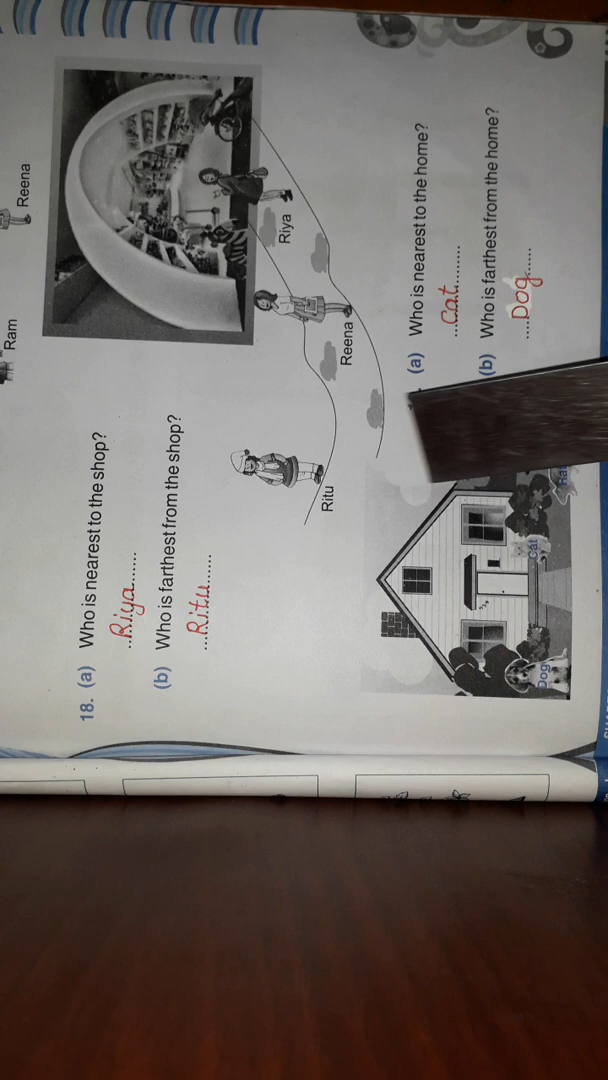 Ram
Reena
18. (a) Who is nearest to the shop?
....Riya.......
(b) Who is farthest from the shop?
...Ritu.......
Ritu
Reena
Riya
Dog
Cat
(a) Who is nearest to the home?
....Cat..........
(b) Who is farthest from the home?
.....Dog......